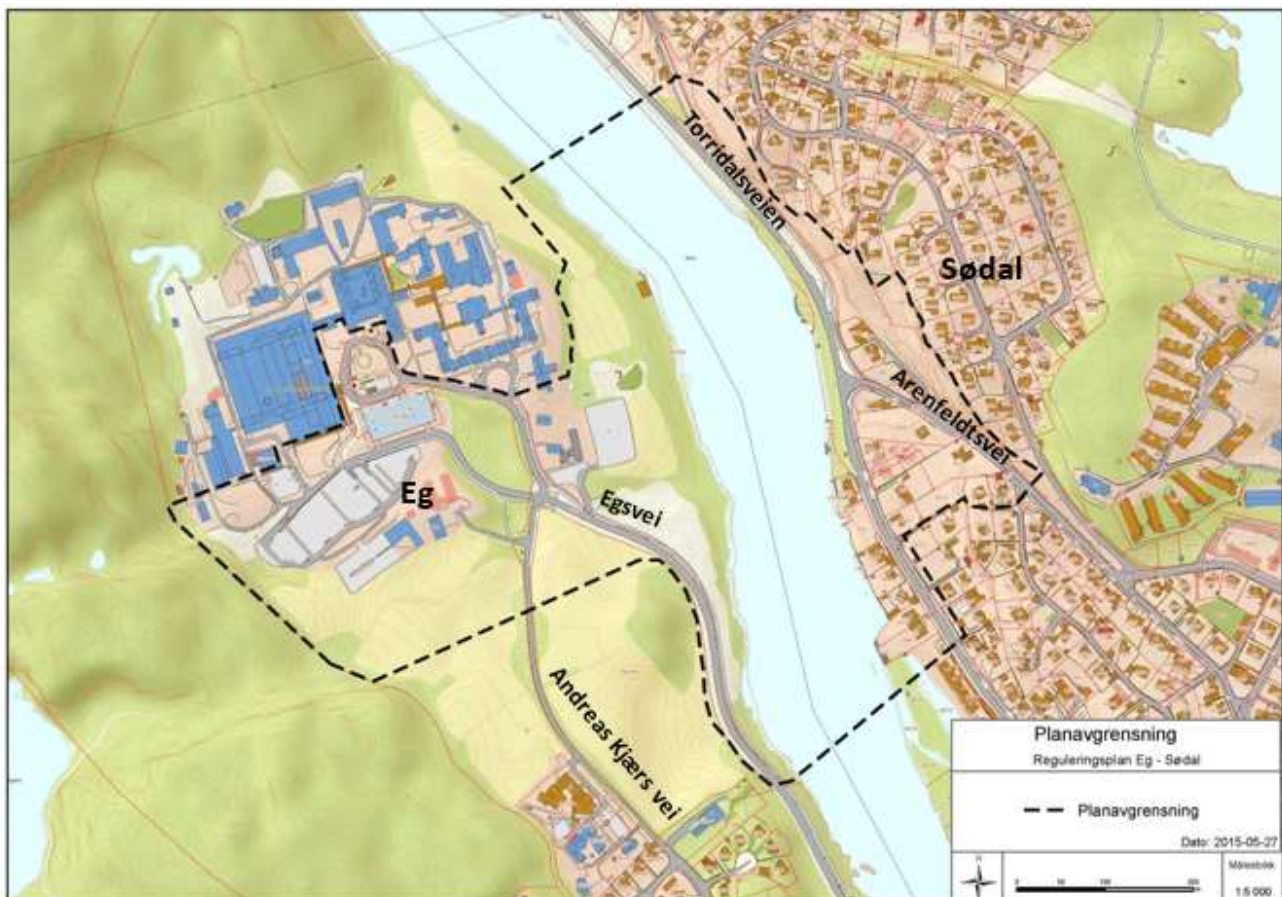 Torridalsveien
Sødal
Arenfeldtsvei
Eg
Egsvei
Andreas Kjærs vei
Planavgrensning
Reguleringsplan Eg - Sødal
Planavgrensning
Dato: 2015-05-27
N
Målestokk
1:5 000